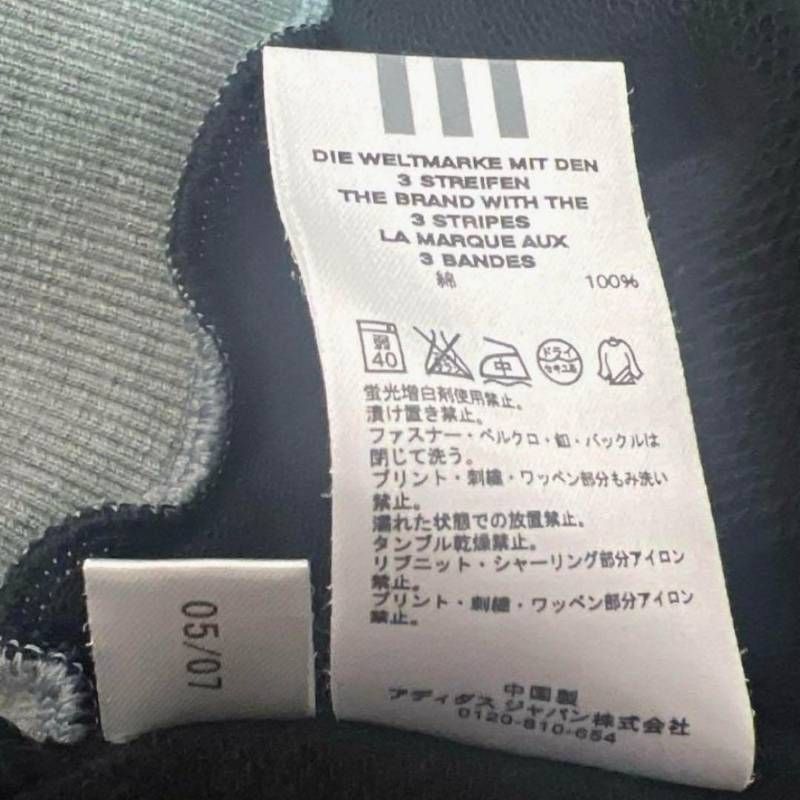 DIE WELTMARKE MIT DEN
3 STREIFEN
THE BRAND WITH THE
3 STRIPES
LA MARQUE AUX
3 BANDES
綿 100%
弱
40
中
ドライ
セキユ系
蛍光増白剤使用禁止。
漬け置き禁止。
ファスナー・ベルクロ・釦・バックルは
閉じて洗う。
プリント・刺繍・ワッペン部分もみ洗い
禁止。
濡れた状態での放置禁止。
タンブル乾燥禁止。
リブニット・シャーリング部分アイロン
禁止。
プリント・刺繍・ワッペン部分アイロン
禁止。
中国製
アディダス ジャパン株式会社
0120-810-654
05/07